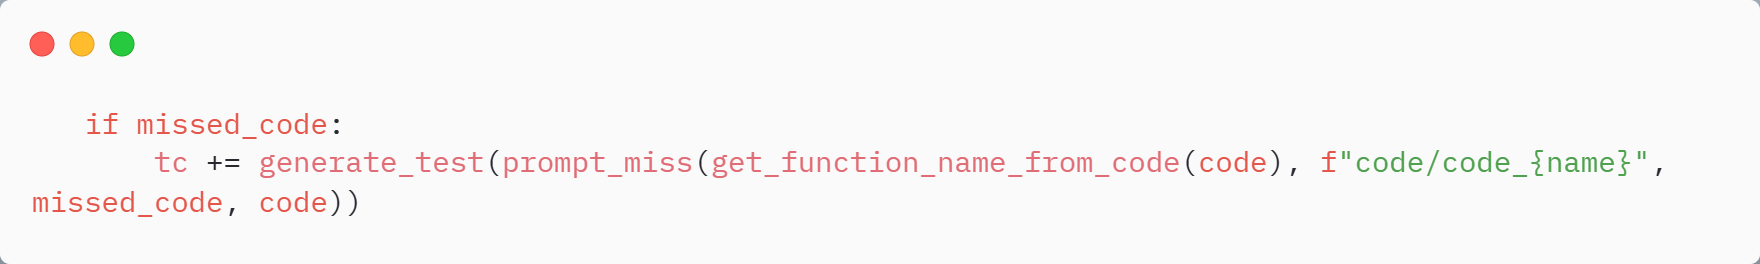 if missed_code:
tc += generate_test(prompt_miss(get_function_name_from_code(code), f"code/code_{name}",
missed_code, code))